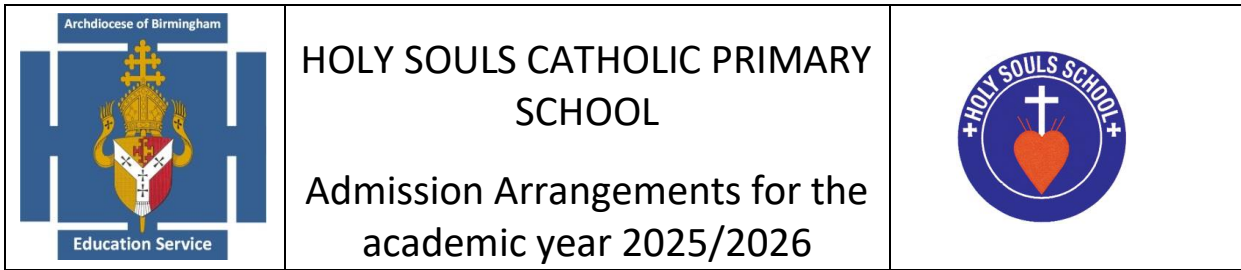 Archdiocese of Birmingham
Education Service
HOLY SOULS CATHOLIC PRIMARY
SCHOOL
Admission Arrangements for the
academic year 2025/2026
+HOLY SOULS SCHOOL+